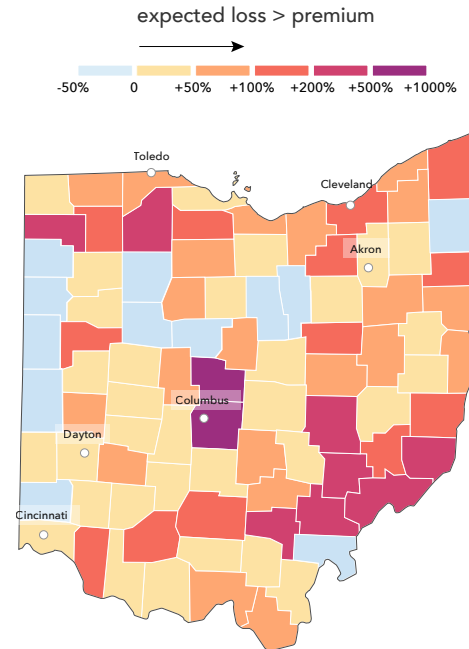 expected loss > premium
-50% 0 +50% +100% +200% +500% +1000%
Toledo
Cleveland
Akron
Columbus
Dayton
Cincinnati